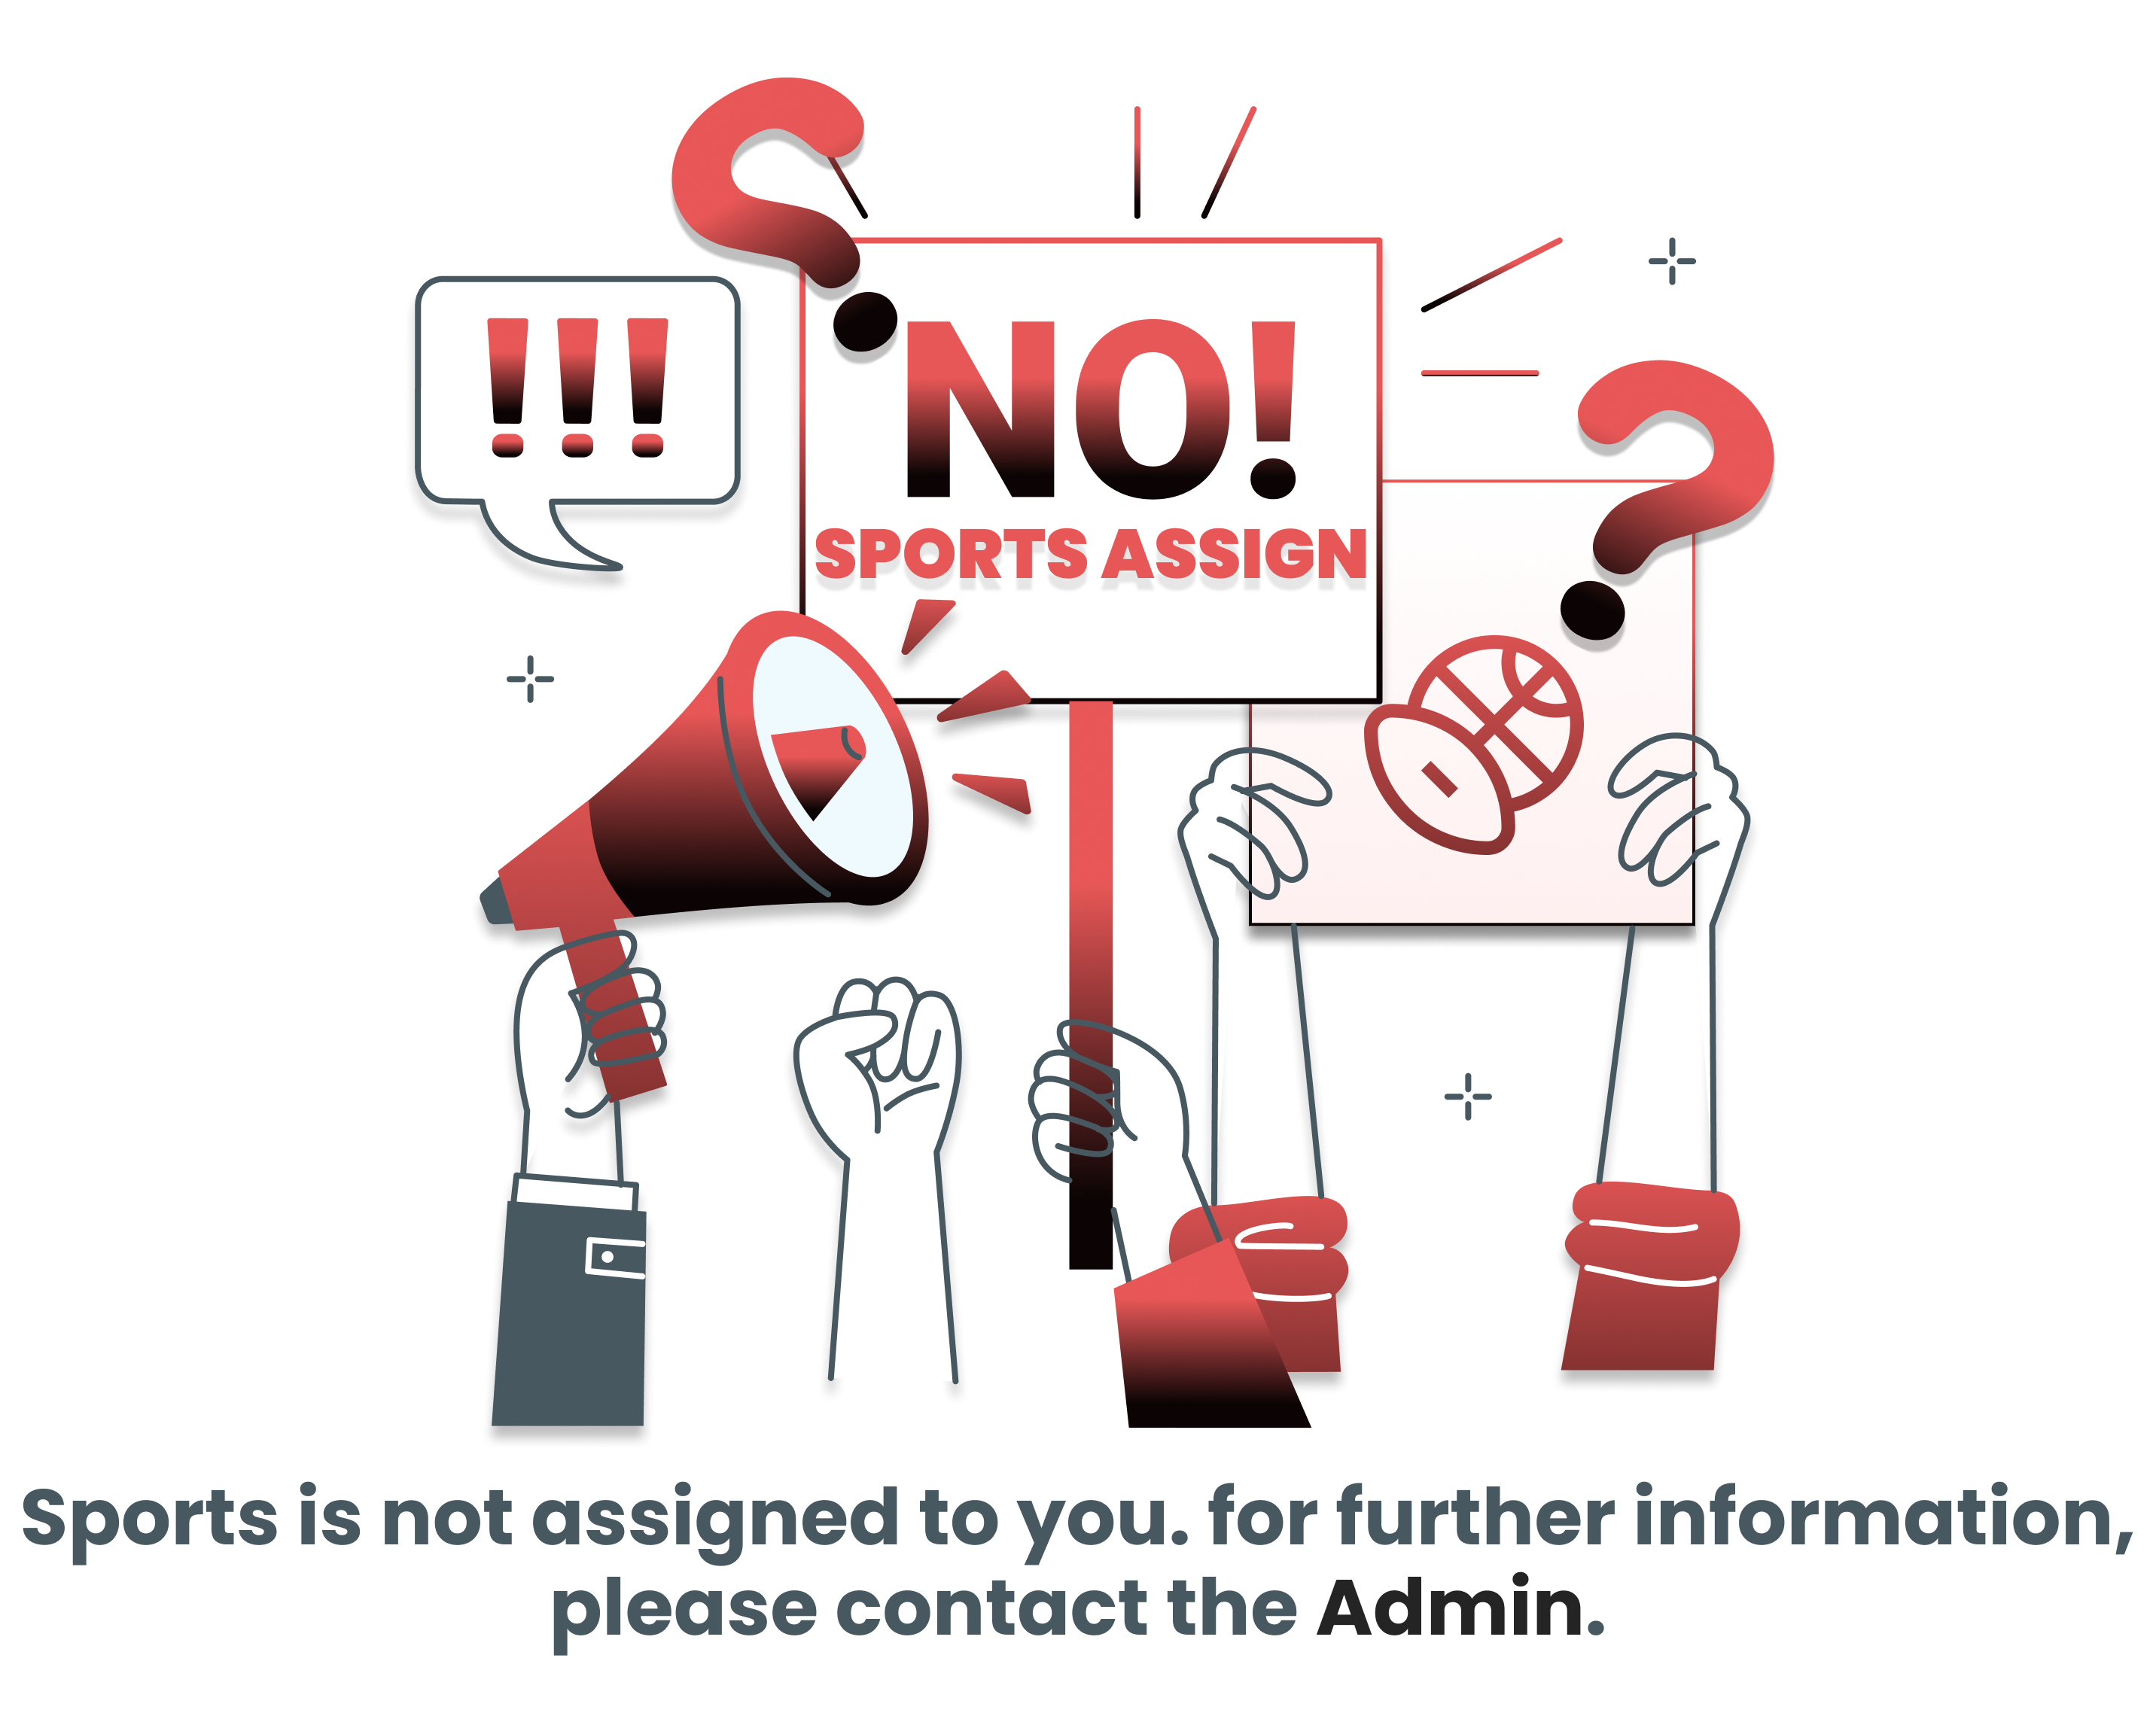 !!!
NO!
SPORTS ASSIGN
Sports is not assigned to you. for further information,
please contact the Admin.